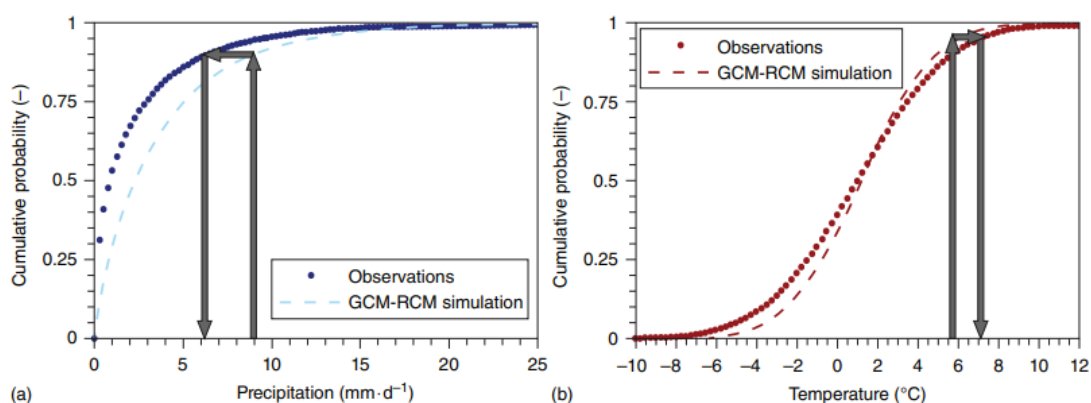 1
0.75
0.5
0.25
0
Cumulative probability (–)
Observations
GCM-RCM simulation
0
5
10
15
20
25
(a)
Precipitation (mm·d⁻¹)
1
0.75
0.5
0.25
0
Cumulative probability (–)
Observations
GCM-RCM simulation
–10
–8
–6
–4
–2
0
2
4
6
8
10
12
(b)
Temperature (°C)